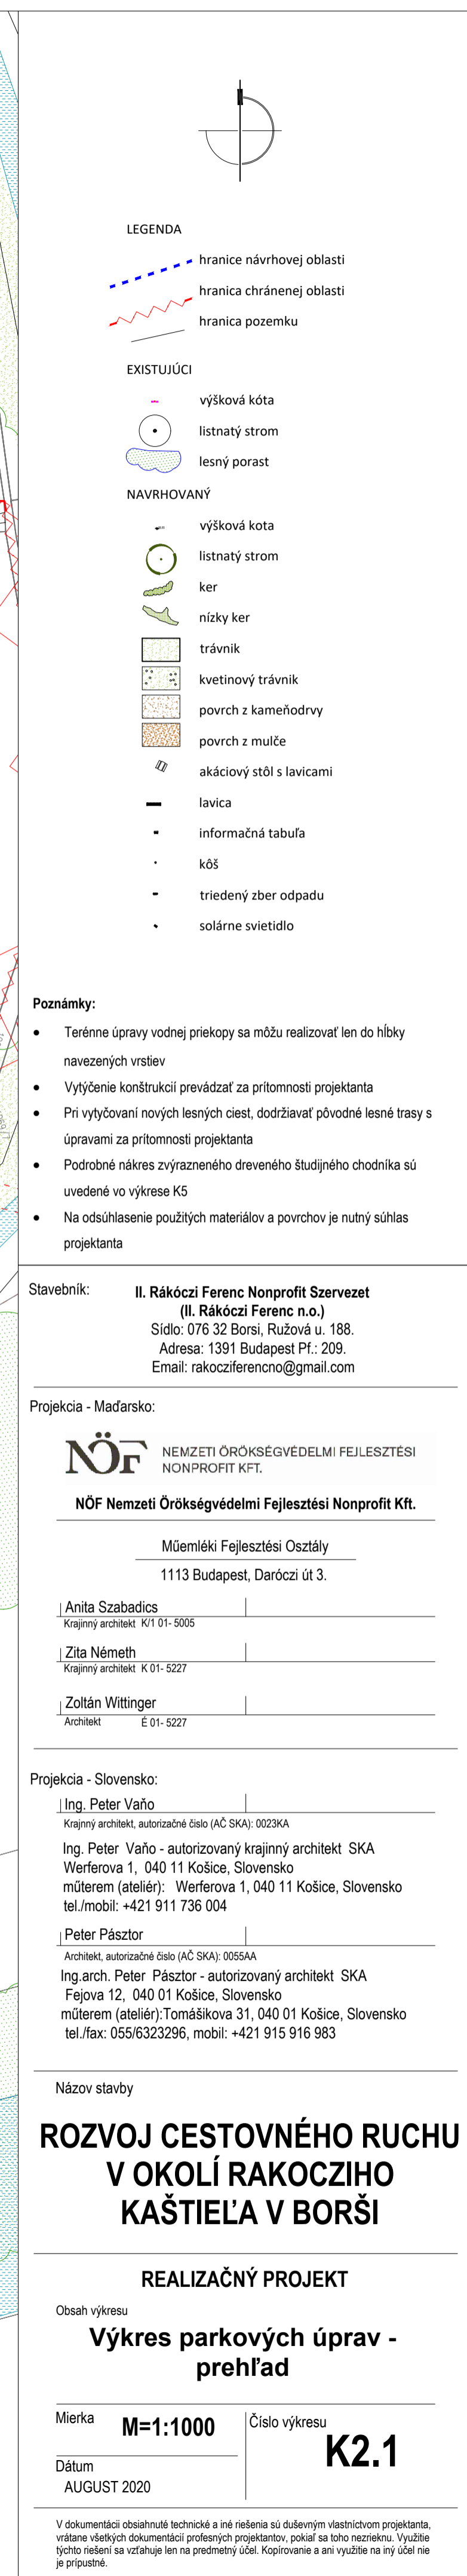 LEGENDA
hranice návrhovej oblasti
hranica chránenej oblasti
hranica pozemku
EXISTUJÚCI
výšková kóta
listnatý strom
lesný porast
NAVRHOVANÝ
výšková kota
listnatý strom
ker
nízky ker
trávnik
kvetinový trávnik
povrch z kameňodrvy
povrch z mulče
akáciový stôl s lavicami
lavica
informačná tabuľa
kôš
triedený zber odpadu
solárne svietidlo
Poznámky:
● Terénne úpravy vodnej priekopy sa môžu realizovať len do hĺbky
navezených vrstiev
● Vytýčenie konštrukcií prevádzať za prítomnosti projektanta
● Pri vytyčovaní nových lesných ciest, dodržiavať pôvodné lesné trasy s
úpravami za prítomnosti projektanta
● Podrobné nákres zvýrazneného dreveného študijného chodníka sú
uvedené vo výkrese K5
● Na odsúhlasenie použitých materiálov a povrchov je nutný súhlas
projektanta
Stavebník: II. Rákóczi Ferenc Nonprofit Szervezet
(II. Rákóczi Ferenc n.o.)
Sídlo: 076 32 Borsi, Ružová u. 188.
Adresa: 1391 Budapest Pf.: 209.
Email: rakocziferencno@gmail.com
Projekcia - Maďarsko:
NÖF NEMZETI ÖRÖKSÉGVÉDELMI FEJLESZTÉSI
NONPROFIT KFT.
NÖF Nemzeti Örökségvédelmi Fejlesztési Nonprofit Kft.
Műemléki Fejlesztési Osztály
1113 Budapest, Daróczi út 3.
Anita Szabadics
Krajinný architekt K/1 01- 5005
Zita Németh
Krajinný architekt K 01- 5227
Zoltán Wittinger
Architekt É 01- 5227
Projekcia - Slovensko:
Ing. Peter Vaňo
Krajnný architekt, autorizačné čislo (AČ SKA): 0023KA
Ing. Peter Vaňo - autorizovaný krajinný architekt SKA
Werferova 1, 040 11 Košice, Slovensko
műterem (ateliér): Werferova 1, 040 11 Košice, Slovensko
tel./mobil: +421 911 736 004
Peter Pásztor
Architekt, autorizačné čislo (AČ SKA): 0055AA
Ing.arch. Peter Pásztor - autorizovaný architekt SKA
Fejova 12, 040 01 Košice, Slovensko
műterem (ateliér):Tomášikova 31, 040 01 Košice, Slovensko
tel./fax: 055/6323296, mobil: +421 915 916 983
Názov stavby
ROZVOJ CESTOVNÉHO RUCHU
V OKOLÍ RAKOCZIHO
KAŠTIEĽA V BORŠI
REALIZAČNÝ PROJEKT
Obsah výkresu
Výkres parkových úprav -
prehľad
Mierka M=1:1000
Číslo výkresu
K2.1
Dátum
AUGUST 2020
V dokumentácii obsiahnuté technické a iné riešenia sú duševným vlastníctvom projektanta,
vrátane všetkých dokumentácií profesných projektantov, pokiaľ sa toho nezrieknu. Využitie
týchto riešení sa vzťahuje len na predmetný účel. Kopírovanie a ani využitie na iný účel nie
je prípustné.